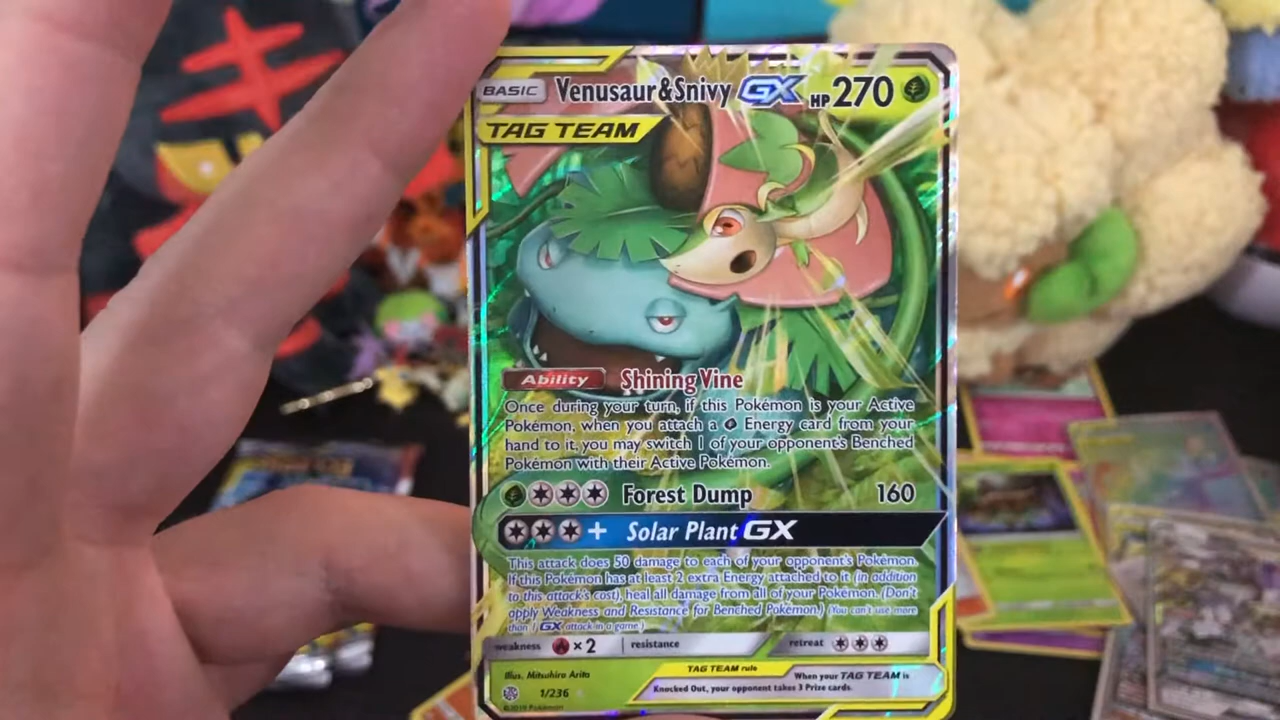 BASIC Venusaur&Snivy GX HP 270
TAG TEAM
Ability Shining Vine
Once during your turn, if this Pokémon is your Active
Pokémon, when you attach a Energy card from your
hand to it, you may switch 1 of your opponent's Benched
Pokémon with their Active Pokémon.
Forest Dump 160
+ Solar Plant GX
This attack does 50 damage to each of your opponent's Pokémon.
If this Pokémon has at least 2 extra Energy attached to it (in addition
to this attack's cost), heal all damage from all of your Pokémon. (Don't
apply Weakness and Resistance for Benched Pokémon.) (You can't use more
than 1 GX attack in a game.)
weakness ×2 resistance retreat
Illus. Mitsuhiro Arita
1/236
©2019 Pokémon
TAG TEAM rule
When your TAG TEAM is
Knocked Out, your opponent takes 3 Prize cards.